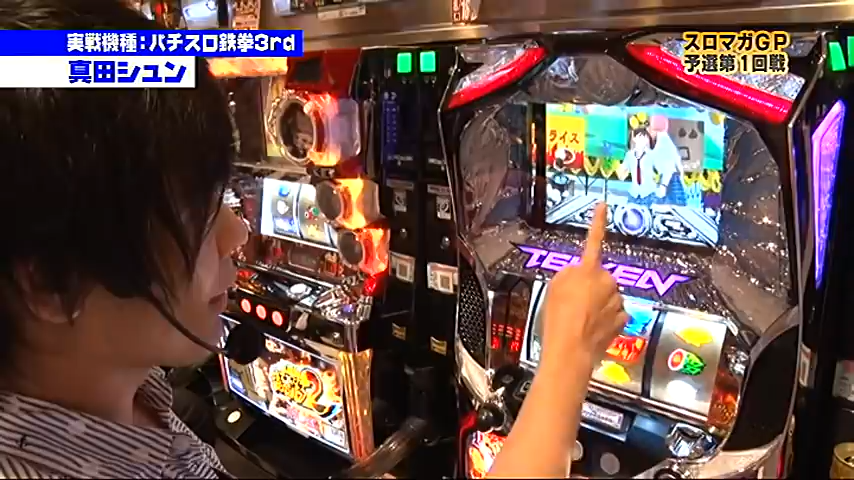 実戦機種：パチスロ鉄拳3rd
真田シュン
スロマガGP
予選第1回戦
ライス
TEKKEN